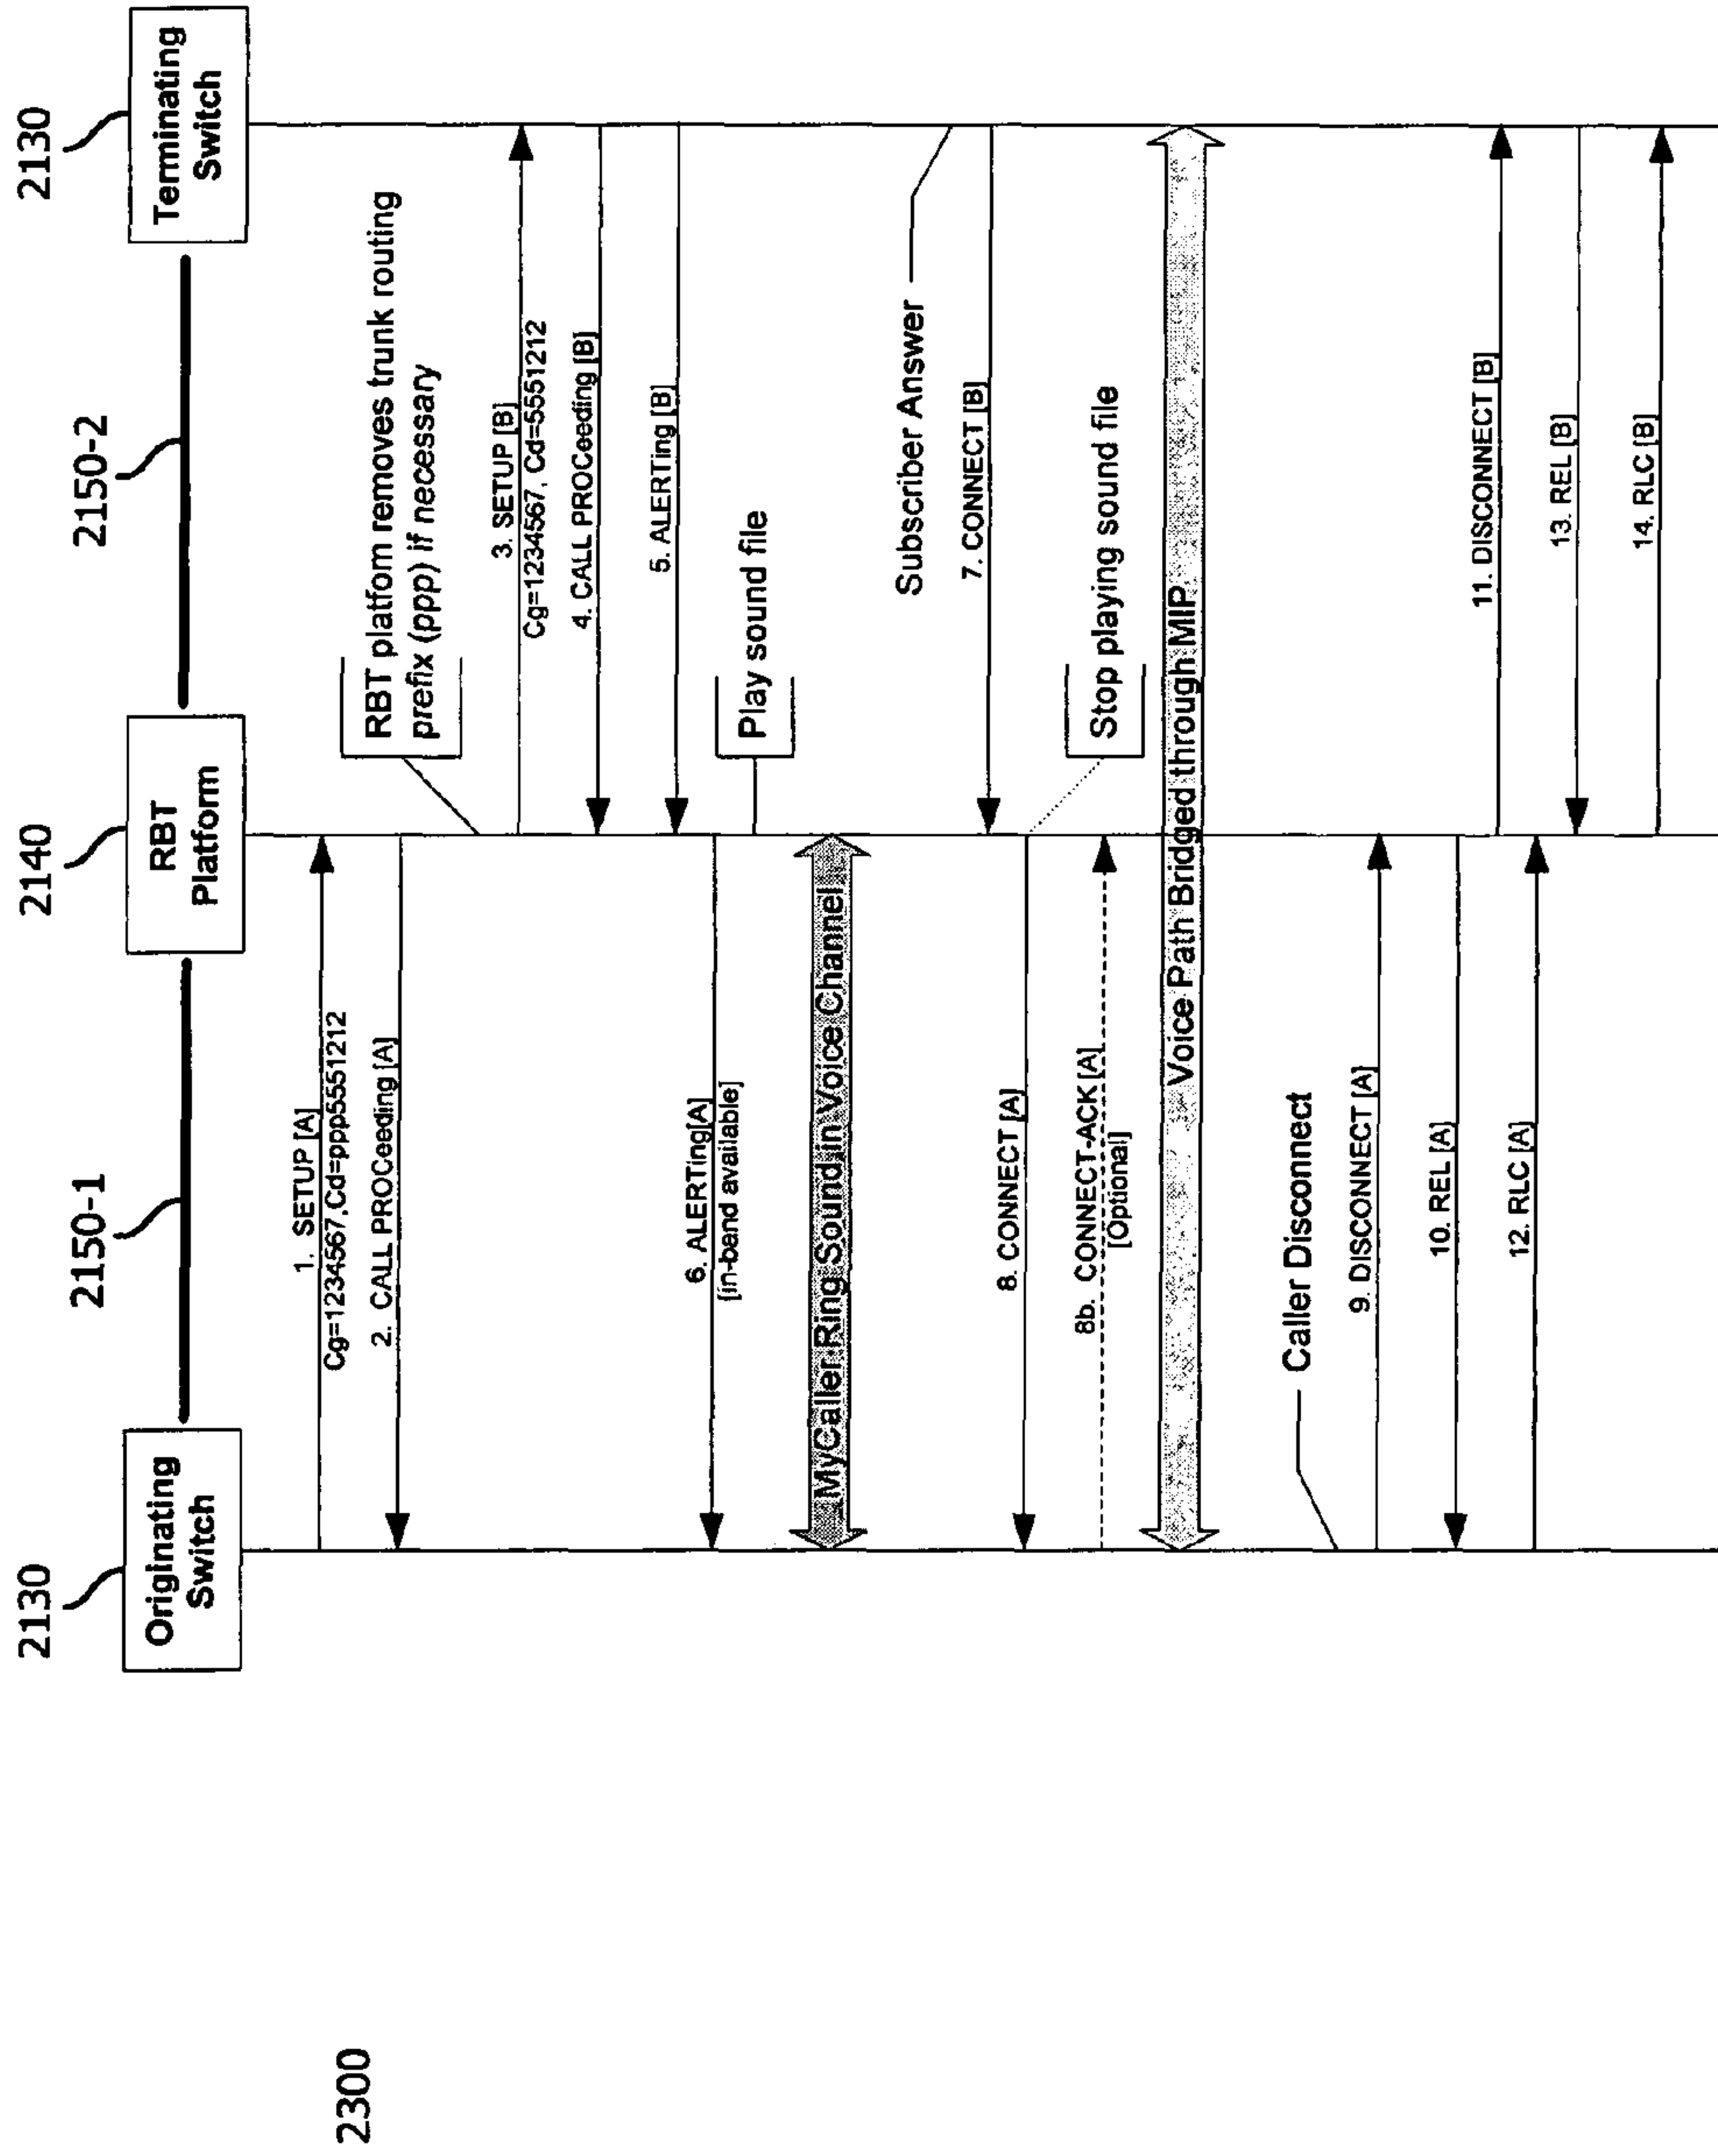 2300
2130
2150-1
2140
2150-2
2130
Originating
Switch
RBT
Platform
Terminating
Switch
1. SETUP [A]
Cg=1234567,Cd=ppp5551212
2. CALL PROCeeding [A]
RBT platfom removes trunk routing
prefix (ppp) if necessary
3. SETUP [B]
Cg=1234567, Cd=5551212
4. CALL PROCeeding [B]
5. ALERTing [B]
6. ALERTing[A]
[in-band available]
Play sound file
MyCaller Ring Sound in Voice Channel
Subscriber Answer
7. CONNECT [B]
8. CONNECT [A]
Stop playing sound file
8b. CONNECT-ACK [A]
[Optional]
Voice Path Bridged through MIP
Caller Disconnect
9. DISCONNECT [A]
10. REL [A]
11. DISCONNECT [B]
12. RLC [A]
13. REL [B]
14. RLC [B]